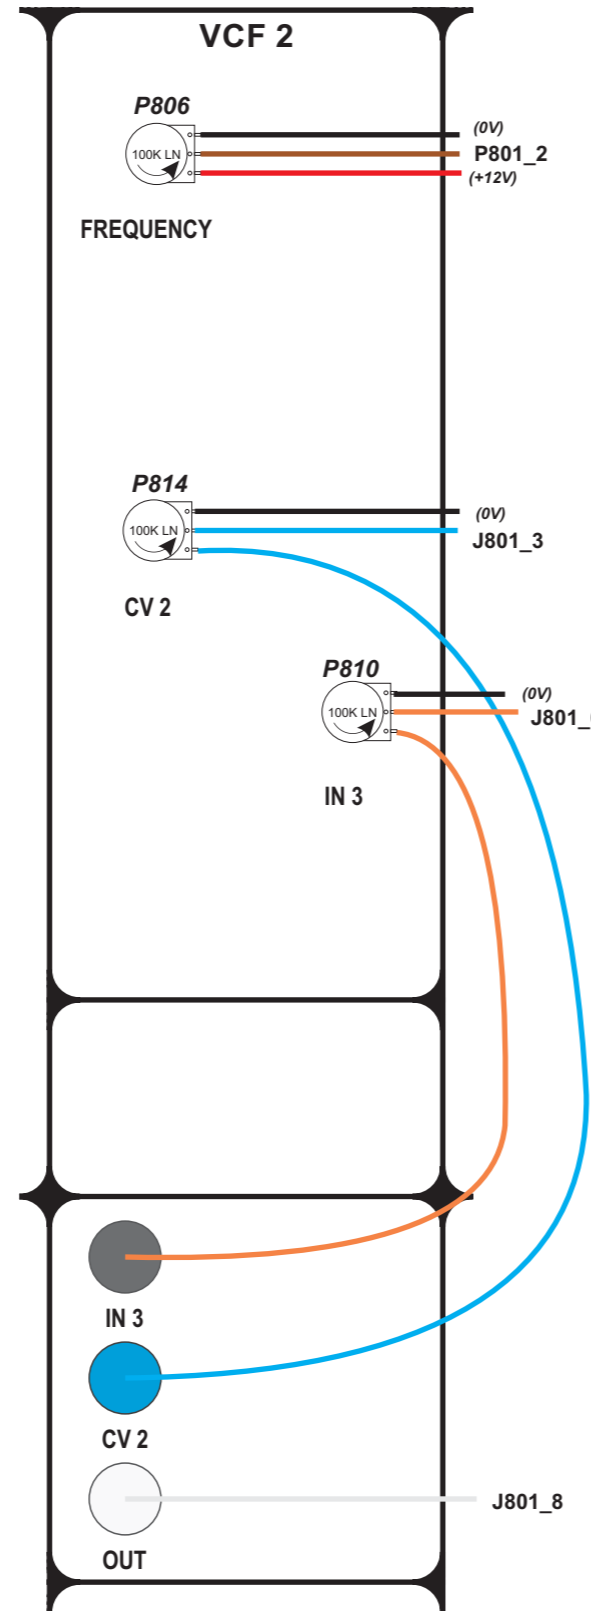 VCF 2
P806
(0V)
100K LN
P801_2
(+12V)
FREQUENCY
P814
(0V)
100K LN
J801_3
CV 2
P810
(0V)
100K LN
J801_
IN 3
IN 3
CV 2
J801_8
OUT